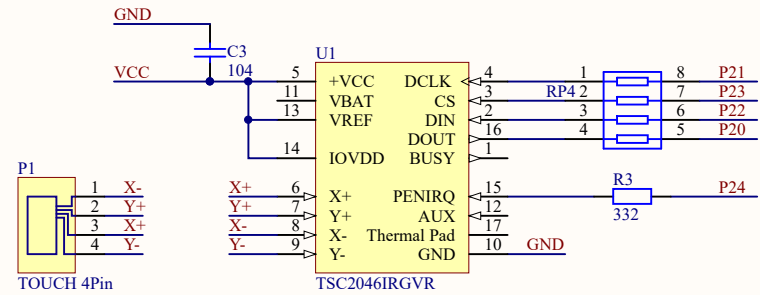 GND
C3
104
VCC
U1
5 +VCC DCLK 4 1 8 P21
11 VBAT CS 3 RP4 2 7 P23
13 VREF DIN 2 3 6 P22
DOUT 16 4 5 P20
14 IOVDD BUSY 1
P1
1 X- X+ 6 X+ PENIRQ 15 R3 P24
2 Y+ Y+ 7 Y+ AUX 12 332
3 X+ X- 8 X- Thermal Pad 17
4 Y- Y- 9 Y- GND 10 GND
TOUCH 4Pin TSC2046IRGVR